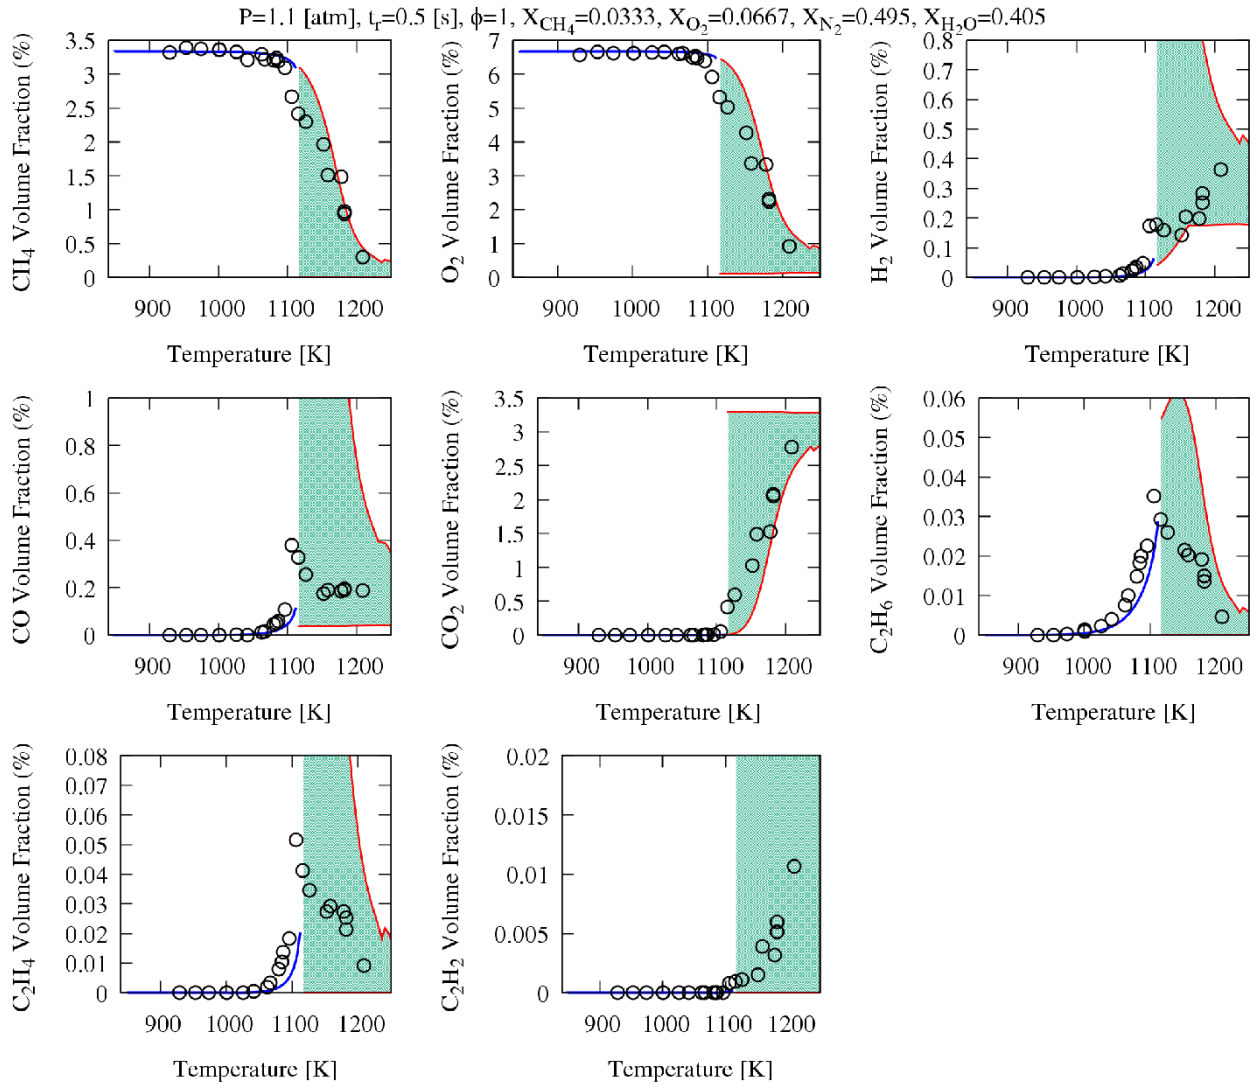 P=1.1 [atm], t_r=0.5 [s], ϕ=1, X_CH4=0.0333, X_O2=0.0667, X_N2=0.495, X_H2O=0.405
CH4 Volume Fraction (%)
3.5
3
2.5
2
1.5
1
0.5
0
900 1000 1100 1200
Temperature [K]
O2 Volume Fraction (%)
7
6
5
4
3
2
1
0
900 1000 1100 1200
Temperature [K]
H2 Volume Fraction (%)
0.8
0.7
0.6
0.5
0.4
0.3
0.2
0.1
0
900 1000 1100 1200
Temperature [K]
CO Volume Fraction (%)
1
0.8
0.6
0.4
0.2
0
900 1000 1100 1200
Temperature [K]
CO2 Volume Fraction (%)
3.5
3
2.5
2
1.5
1
0.5
0
900 1000 1100 1200
Temperature [K]
C2H6 Volume Fraction (%)
0.06
0.05
0.04
0.03
0.02
0.01
0
900 1000 1100 1200
Temperature [K]
C2H4 Volume Fraction (%)
0.08
0.07
0.06
0.05
0.04
0.03
0.02
0.01
0
900 1000 1100 1200
Temperature [K]
C2H2 Volume Fraction (%)
0.02
0.015
0.01
0.005
0
900 1000 1100 1200
Temperature [K]